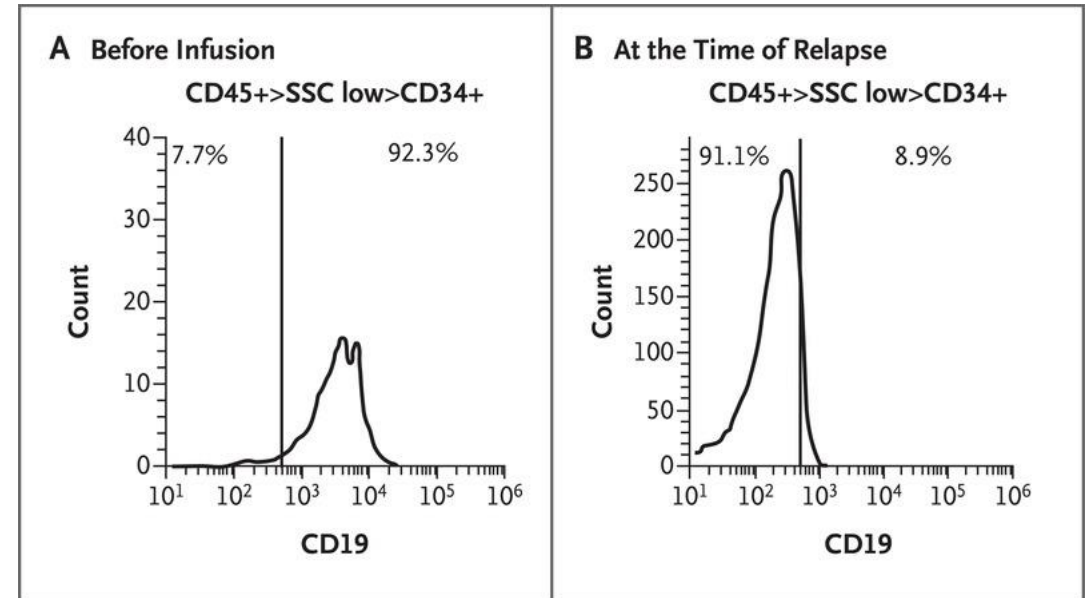 A Before Infusion
CD45+>SSC low>CD34+
40
7.7%
92.3%
30
20
10
0
Count
10¹ 10² 10³ 10⁴ 10⁵ 10⁶
CD19
B At the Time of Relapse
CD45+>SSC low>CD34+
91.1%
8.9%
250
200
150
100
50
0
Count
10¹ 10² 10³ 10⁴ 10⁵ 10⁶
CD19